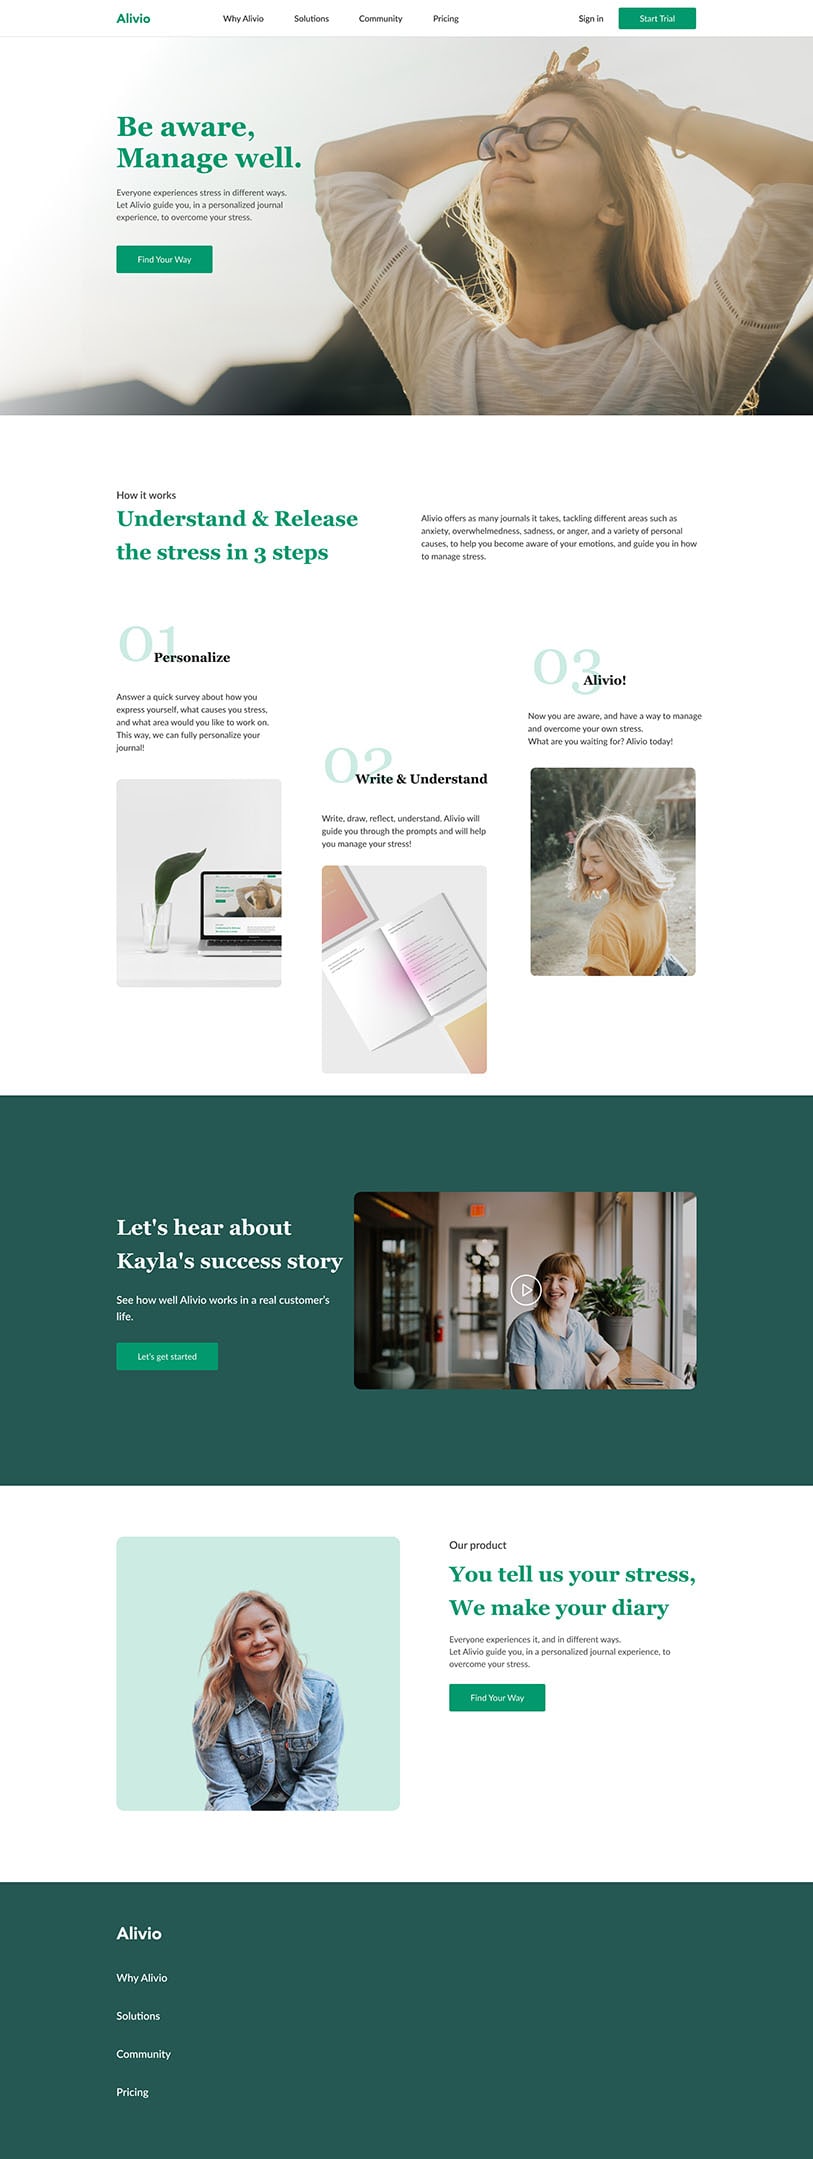 Alivio
Why Alivio
Solutions
Community
Pricing
Sign in
Start Trial
Be aware,
Manage well.
Everyone experiences stress in different ways.
Let Alivio guide you, in a personalized journal
experience, to overcome your stress.
Find Your Way
How it works
Understand & Release
the stress in 3 steps
Alivio offers as many journals it takes, tackling different areas such as
anxiety, overwhelmedness, sadness, or anger, and a variety of personal
causes, to help you become aware of your emotions, and guide you in how
to manage stress.
01
Personalize
Answer a quick survey about how you
express yourself, what causes you stress,
and what area would you like to work on.
This way, we can fully personalize your
journal!
02
Write & Understand
Write, draw, reflect, understand. Alivio will
guide you through the prompts and will help
you manage your stress!
03
Alivio!
Now you are aware, and have a way to manage
and overcome your own stress.
What are you waiting for? Alivio today!
Let's hear about
Kayla's success story
See how well Alivio works in a real customer's
life.
Let's get started
Our product
You tell us your stress,
We make your diary
Everyone experiences it, and in different ways.
Let Alivio guide you, in a personalized journal experience, to
overcome your stress.
Find Your Way
Alivio
Why Alivio
Solutions
Community
Pricing